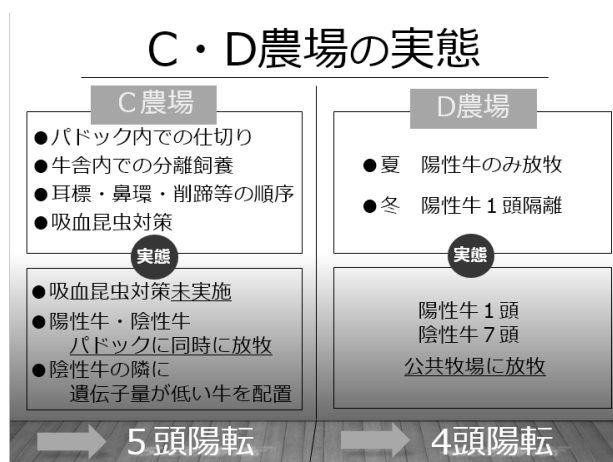 C・D農場の実態
C農場
●パドック内での仕切り
●牛舎内での分離飼養
●耳標・鼻環・削蹄等の順序
●吸血昆虫対策
実態
●吸血昆虫対策未実施
●陽性牛・陰性牛
パドックに同時に放牧
●陰性牛の隣に
遺伝子量が低い牛を配置
5頭陽転
D農場
●夏 陽性牛のみ放牧
●冬 陽性牛1頭隔離
実態
陽性牛1頭
陰性牛7頭
公共牧場に放牧
4頭陽転